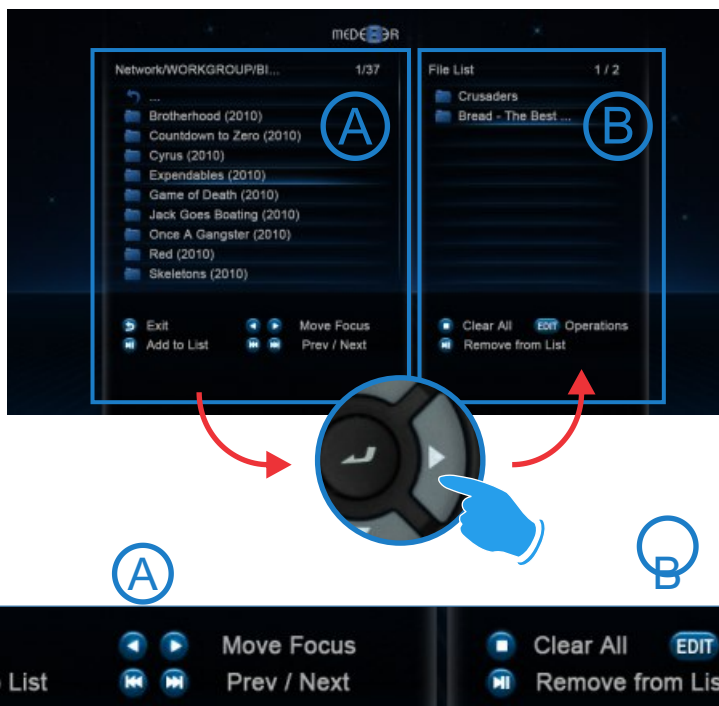 Network/WORKGROUP/BI... 1/37
...
Brotherhood (2010)
Countdown to Zero (2010)
Cyrus (2010)
Expendables (2010)
Game of Death (2010)
Jack Goes Boating (2010)
Once A Gangster (2010)
Red (2010)
Skeletons (2010)
A
Exit Move Focus
Add to List Prev / Next
File List 1 / 2
Crusaders
Bread - The Best ...
B
Clear All EDIT Operations
Remove from List
A
B
Move Focus Clear All EDIT
List Prev / Next Remove from Lis